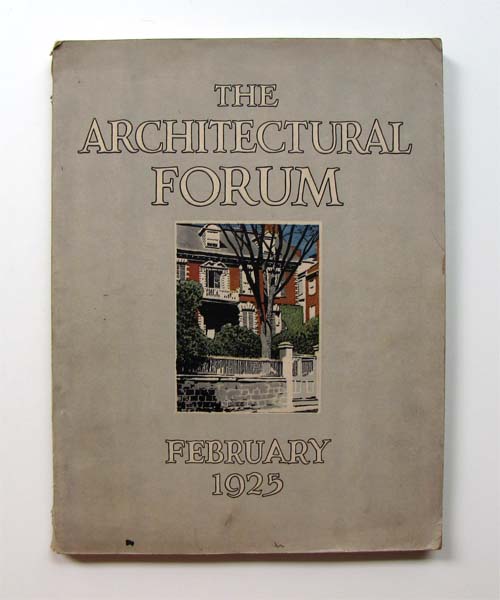 THE
ARCHITECTURAL
FORUM
FEBRUARY
1925